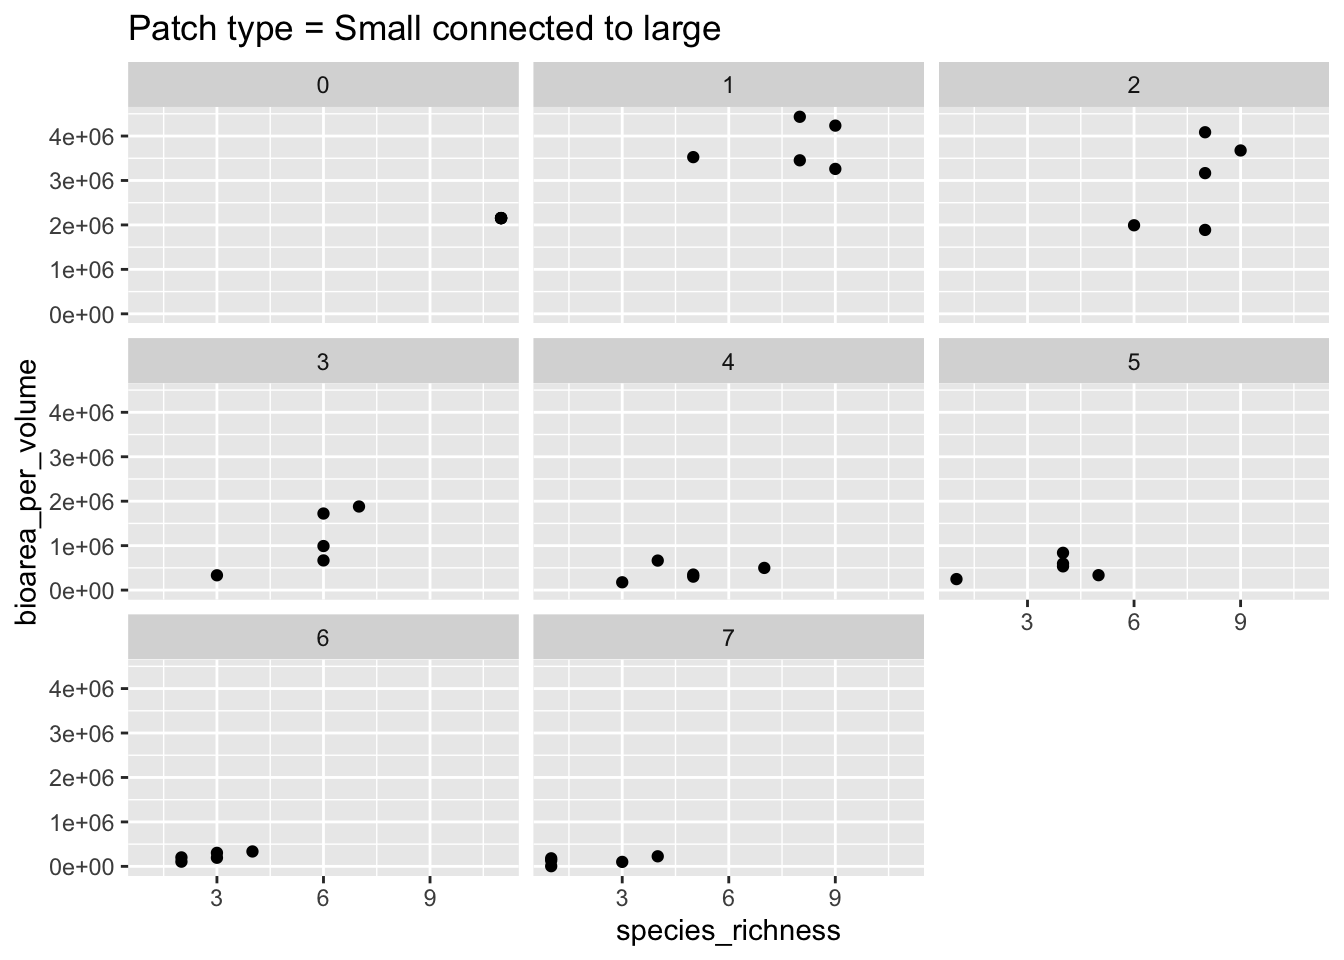 Patch type = Small connected to large
0 1 2
4e+06
3e+06
2e+06
1e+06
0e+00
3 4 5
4e+06
3e+06
2e+06
1e+06
0e+00
3 6 9
6 7
4e+06
3e+06
2e+06
1e+06
0e+00
3 6 9 3 6 9
species_richness
bioarea_per_volume